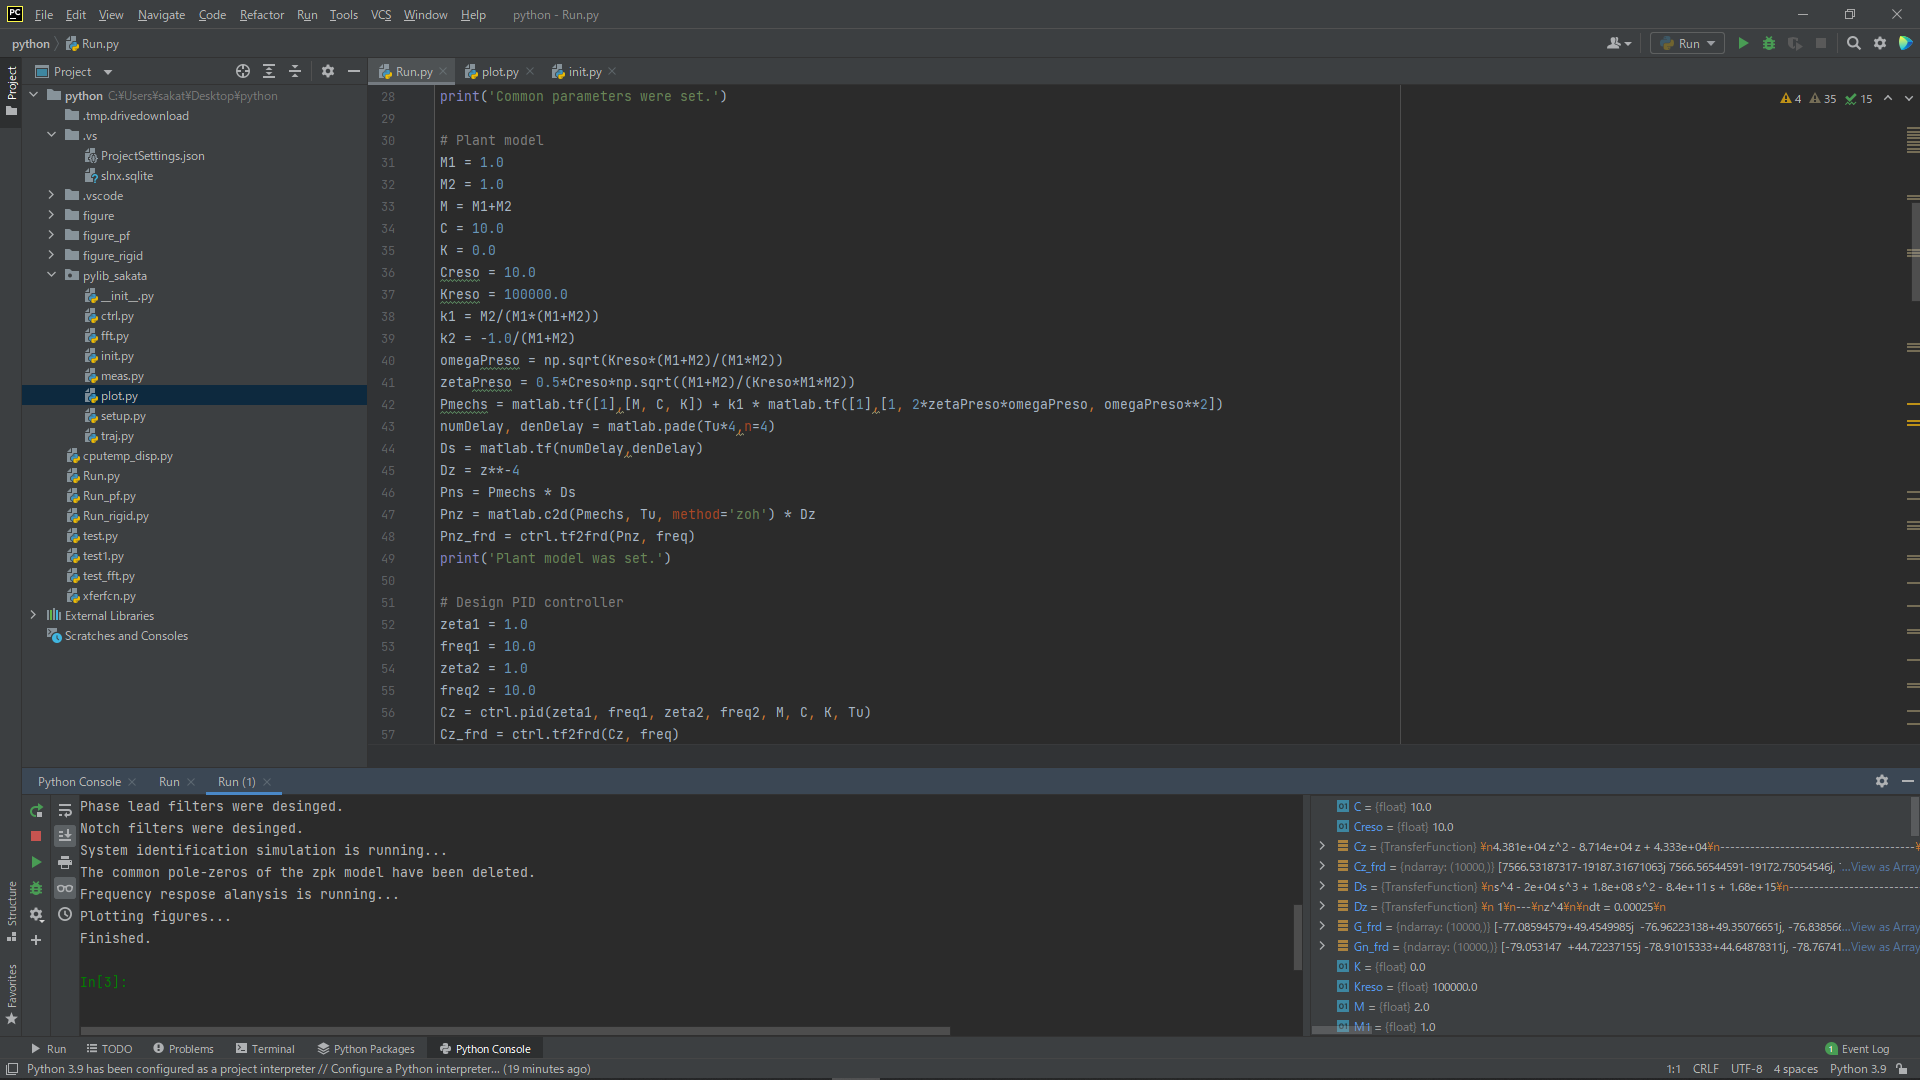 PC File Edit View Navigate Code Refactor Run Tools VCS Window Help python - Run.py
python Run.py Run
Project Run.py plot.py init.py
Project
python C:¥Users¥sakat¥Desktop¥python
.tmp.drivedownload
.vs
ProjectSettings.json
slnx.sqlite
.vscode
figure
figure_pf
figure_rigid
pylib_sakata
__init__.py
ctrl.py
fft.py
init.py
meas.py
plot.py
setup.py
traj.py
cputemp_disp.py
Run.py
Run_pf.py
Run_rigid.py
test.py
test1.py
test_fft.py
xferfcn.py
External Libraries
Scratches and Consoles
4 35 15
28 print('Common parameters were set.')
29
30 # Plant model
31 M1 = 1.0
32 M2 = 1.0
33 M = M1+M2
34 C = 10.0
35 K = 0.0
36 Creso = 10.0
37 Kreso = 100000.0
38 k1 = M2/(M1*(M1+M2))
39 k2 = -1.0/(M1+M2)
40 omegaPreso = np.sqrt(Kreso*(M1+M2)/(M1*M2))
41 zetaPreso = 0.5*Creso*np.sqrt((M1+M2)/(Kreso*M1*M2))
42 Pmechs = matlab.tf([1],[M, C, K]) + k1 * matlab.tf([1],[1, 2*zetaPreso*omegaPreso, omegaPreso**2])
43 numDelay, denDelay = matlab.pade(Tu*4,n=4)
44 Ds = matlab.tf(numDelay,denDelay)
45 Dz = z**-4
46 Pns = Pmechs * Ds
47 Pnz = matlab.c2d(Pmechs, Tu, method='zoh') * Dz
48 Pnz_frd = ctrl.tf2frd(Pnz, freq)
49 print('Plant model was set.')
50
51 # Design PID controller
52 zeta1 = 1.0
53 freq1 = 10.0
54 zeta2 = 1.0
55 freq2 = 10.0
56 Cz = ctrl.pid(zeta1, freq1, zeta2, freq2, M, C, K, Tu)
57 Cz_frd = ctrl.tf2frd(Cz, freq)
Python Console Run Run (1)
Phase lead filters were desinged.
Notch filters were desinged.
System identification simulation is running...
The common pole-zeros of the zpk model have been deleted.
Frequency respose alanysis is running...
Plotting figures...
Finished.
In[3]:
C = {float} 10.0
Creso = {float} 10.0
Cz = {TransferFunction} ¥n4.381e+04 z^2 - 8.714e+04 z + 4.333e+04¥n--------------------------------------¥
Cz_frd = {ndarray: (10000,)} [7566.53187317-19187.31671063j 7566.56544591-19172.75054546j, ...View as Array
Ds = {TransferFunction} ¥ns^4 - 2e+04 s^3 + 1.8e+08 s^2 - 8.4e+11 s + 1.68e+15¥n----------------------------
Dz = {TransferFunction} ¥n 1¥n---¥nz^4¥n¥ndt = 0.00025¥n
G_frd = {ndarray: (10000,)} [-77.08594579+49.4549985j -76.96223138+49.35076651j, -76.838566...View as Array
Gn_frd = {ndarray: (10000,)} [-79.053147 +44.72237155j -78.91015333+44.64878311j, -78.76741...View as Array
K = {float} 0.0
Kreso = {float} 100000.0
M = {float} 2.0
M1 = {float} 1.0
Structure
Favorites
Run TODO Problems Terminal Python Packages Python Console 1 Event Log
Python 3.9 has been configured as a project interpreter // Configure a Python interpreter... (19 minutes ago) 1:1 CRLF UTF-8 4 spaces Python 3.9